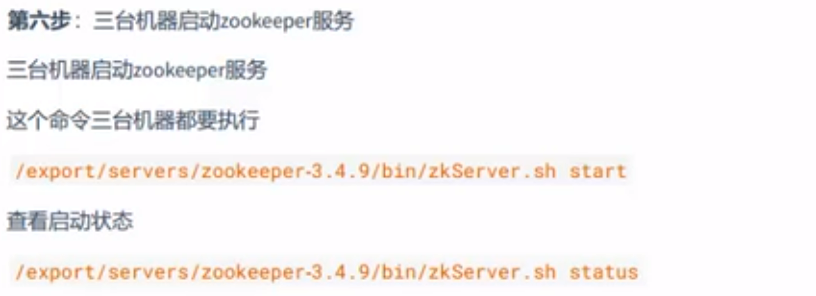 第六步：三台机器启动zookeeper服务
三台机器启动zookeeper服务
这个命令三台机器都要执行
/export/servers/zookeeper-3.4.9/bin/zkServer.sh start
查看启动状态
/export/servers/zookeeper-3.4.9/bin/zkServer.sh status